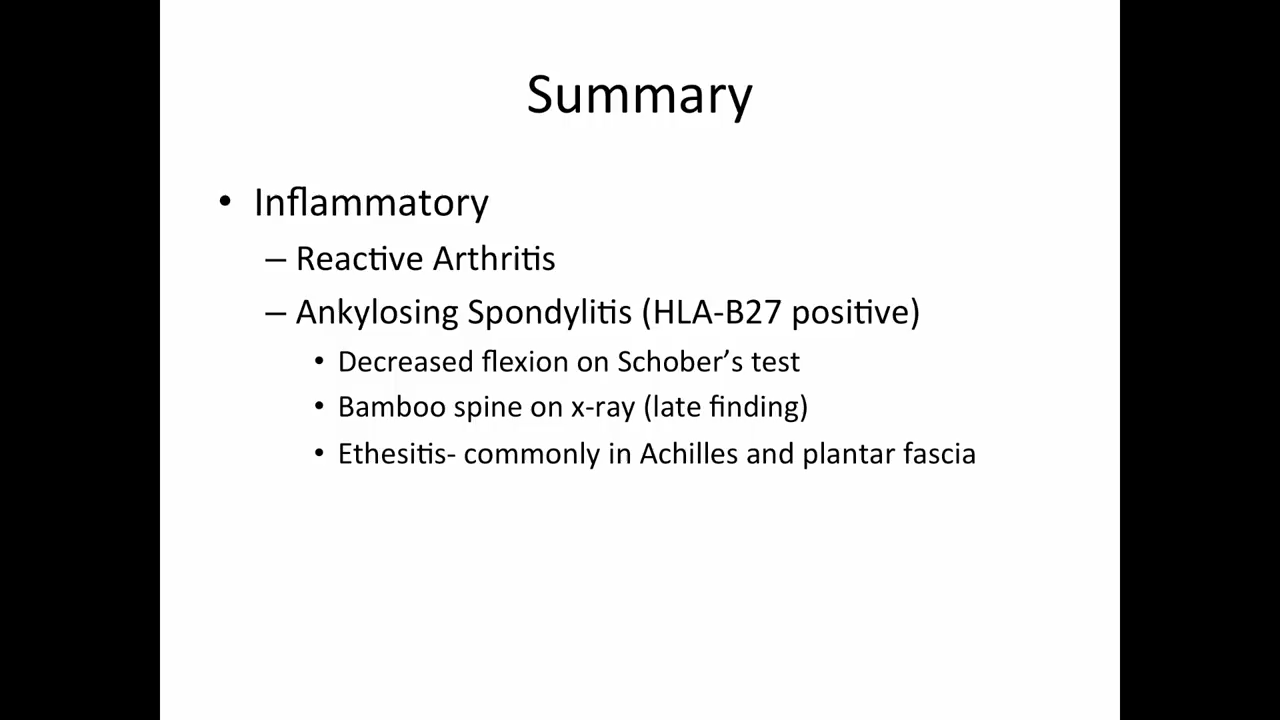 Summary
• Inflammatory
– Reactive Arthritis
– Ankylosing Spondylitis (HLA-B27 positive)
• Decreased flexion on Schober’s test
• Bamboo spine on x-ray (late finding)
• Ethesitis- commonly in Achilles and plantar fascia